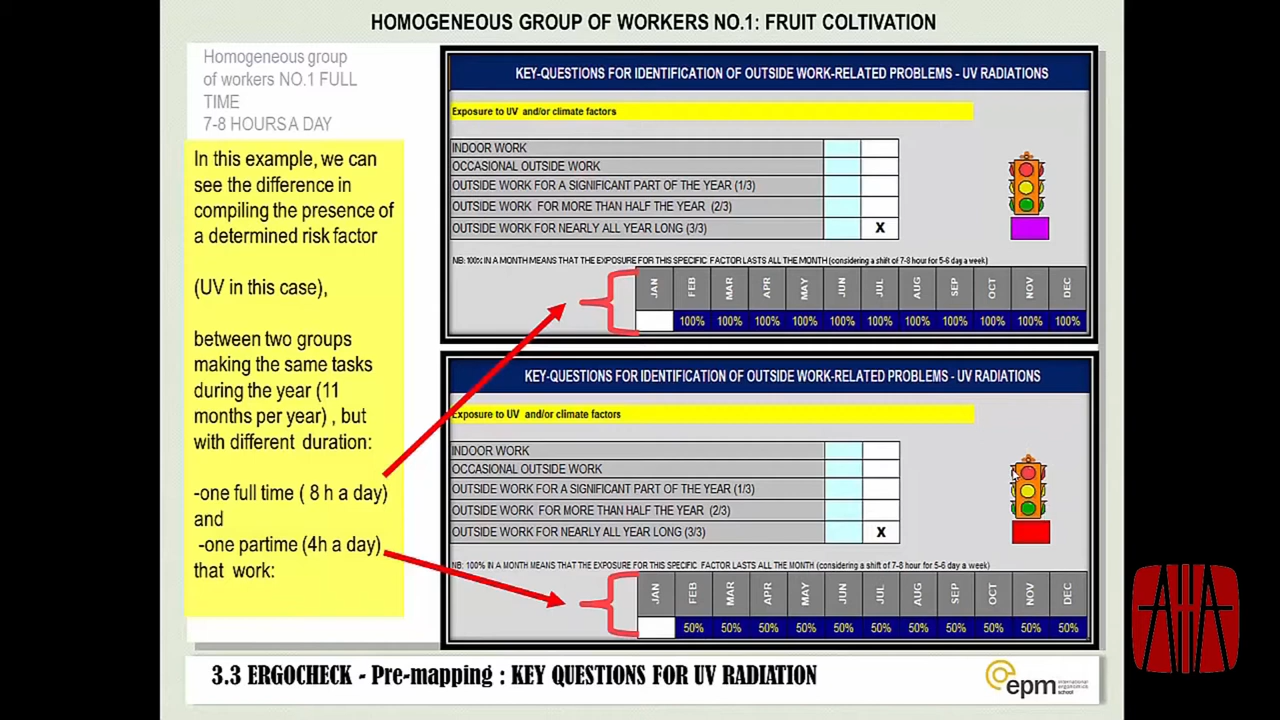 HOMOGENEOUS GROUP OF WORKERS NO.1: FRUIT COLTIVATION
Homogeneous group
of workers NO.1 FULL
TIME
7-8 HOURS A DAY
In this example, we can
see the difference in
compiling the presence of
a determined risk factor
(UV in this case),
between two groups
making the same tasks
during the year (11
months per year) , but
with different duration:
-one full time ( 8 h a day)
and
-one partime (4h a day)
that work:
KEY-QUESTIONS FOR IDENTIFICATION OF OUTSIDE WORK-RELATED PROBLEMS - UV RADIATIONS
Exposure to UV and/or climate factors
INDOOR WORK
OCCASIONAL OUTSIDE WORK
OUTSIDE WORK FOR A SIGNIFICANT PART OF THE YEAR (1/3)
OUTSIDE WORK FOR MORE THAN HALF THE YEAR (2/3)
OUTSIDE WORK FOR NEARLY ALL YEAR LONG (3/3) X
NB: 100% IN A MONTH MEANS THAT THE EXPOSURE FOR THIS SPECIFIC FACTOR LASTS ALL THE MONTH (considering a shift of 7-8 hour for 5-6 day a week)
JAN FEB MAR APR MAY JUN JUL AUG SEP OCT NOV DEC
100% 100% 100% 100% 100% 100% 100% 100% 100% 100% 100%
KEY-QUESTIONS FOR IDENTIFICATION OF OUTSIDE WORK-RELATED PROBLEMS - UV RADIATIONS
Exposure to UV and/or climate factors
INDOOR WORK
OCCASIONAL OUTSIDE WORK
OUTSIDE WORK FOR A SIGNIFICANT PART OF THE YEAR (1/3)
OUTSIDE WORK FOR MORE THAN HALF THE YEAR (2/3)
OUTSIDE WORK FOR NEARLY ALL YEAR LONG (3/3) X
NB: 100% IN A MONTH MEANS THAT THE EXPOSURE FOR THIS SPECIFIC FACTOR LASTS ALL THE MONTH (considering a shift of 7-8 hour for 5-6 day a week)
JAN FEB MAR APR MAY JUN JUL AUG SEP OCT NOV DEC
50% 50% 50% 50% 50% 50% 50% 50% 50% 50% 50%
3.3 ERGOCHECK - Pre-mapping : KEY QUESTIONS FOR UV RADIATION
epm
international
ergonomics
school
AHA